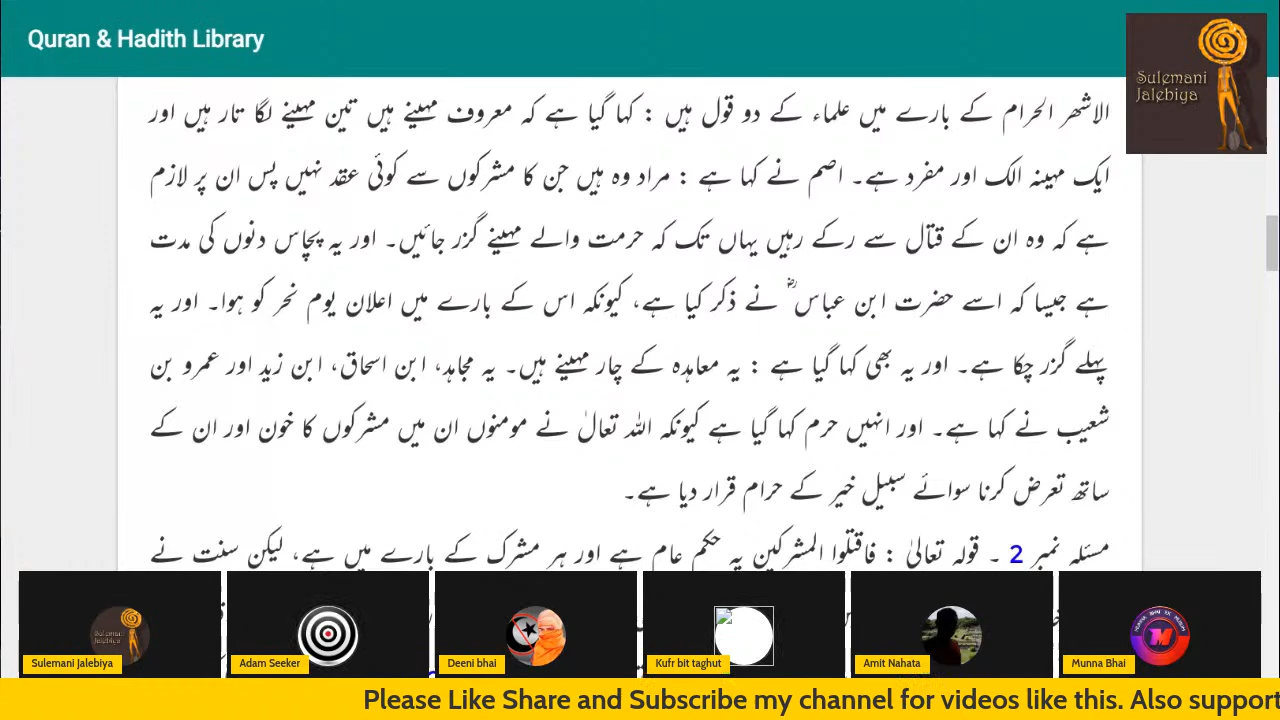 Quran & Hadith Library
Sulemani
Jalebiya
الاشھر الحرام کے بارے میں علماء کے دو قول ہیں : کہا گیا ہے کہ معروف مہینے ہیں تین مہینے لگا تار ہیں اور
ایک مہینہ الک اور مفرد ہے۔ اصم نے کہا ہے : مراد وہ ہیں جن کا مشرکوں سے کوئی عقد نہیں پس ان پر لازم
ہے کہ وہ ان کے قتال سے رکے رہیں یہاں تک کہ حرمت والے مہینے گزر جائیں۔ اور یہ پچاس دنوں کی مدت
ہے جیسا کہ اسے حضرت ابن عباس ؓ نے ذکر کیا ہے، کیونکہ اس کے بارے میں اعلان یوم نحر کو ہوا۔ اور یہ
پہلے گزر چکا ہے۔ اور یہ بھی کہا گیا ہے : یہ معاہدہ کے چار مہینے ہیں۔ یہ مجاہد، ابن اسحاق، ابن زید اور عمرو بن
شعیب نے کہا ہے۔ اور انہیں حرم کہا گیا ہے کیونکہ اللہ تعالیٰ نے مومنوں ان میں مشرکوں کا خون اور ان کے
ساتھ تعرض کرنا سوائے سبیل خیر کے حرام قرار دیا ہے۔
مسئلہ نمبر 2 ۔ قولہ تعالیٰ : فاقتلوا المشرکین یہ حکم عام ہے اور ہر مشرک کے بارے میں ہے، لیکن سنت نے
Sulemani Jalebiya
Adam Seeker
Deeni bhai
Kufr bit taghut
Amit Nahata
Munna Bhai
Please Like Share and Subscribe my channel for videos like this. Also support